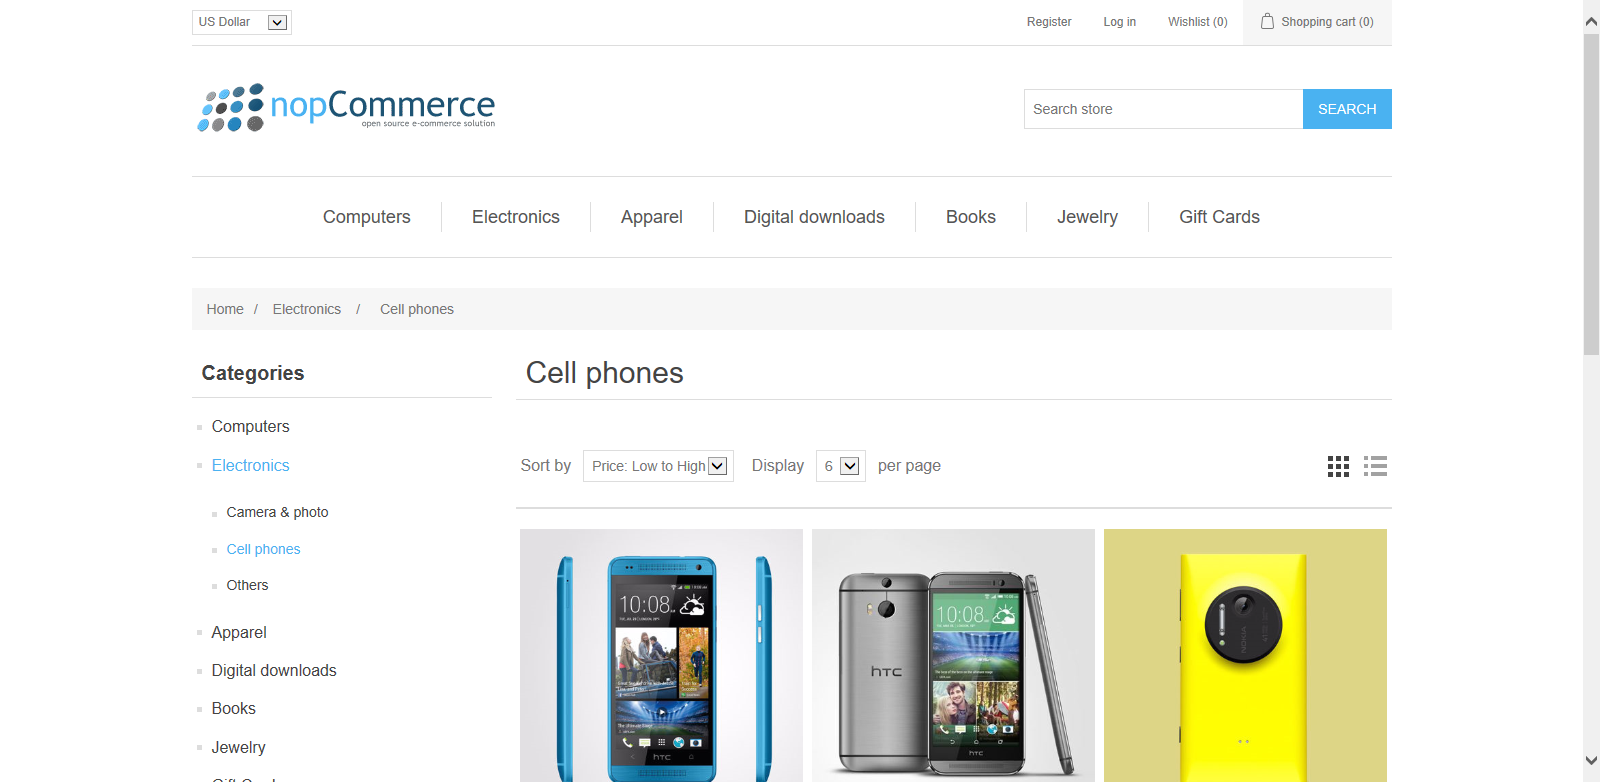 US Dollar
Register Log in Wishlist (0) Shopping cart (0)
nopCommerce
open source e-commerce solution
Search store SEARCH
Computers Electronics Apparel Digital downloads Books Jewelry Gift Cards
Home / Electronics / Cell phones
Categories
Computers
Electronics
Camera & photo
Cell phones
Others
Apparel
Digital downloads
Books
Jewelry
Cell phones
Sort by Price: Low to High Display 6 per page
10:08
hTC
hTC
10:08
hTC
NOKIA